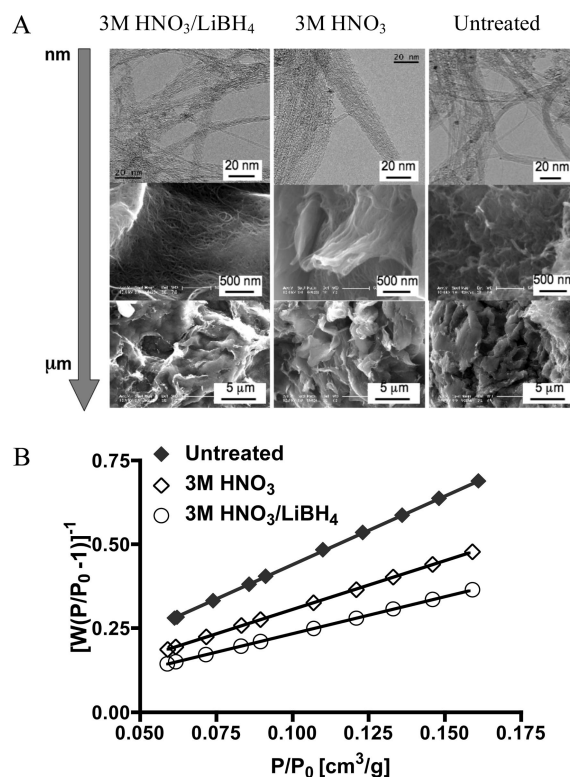 A
3M HNO₃/LiBH₄
3M HNO₃
Untreated
nm
20 nm
20 nm
20 nm
20 nm
20 nm
500 nm
500 nm
500 nm
5 µm
5 µm
5 µm
µm
B
0.75
Untreated
3M HNO₃
3M HNO₃/LiBH₄
0.50
0.25
0.00
[W(P/P₀ -1)]⁻¹
0.050
0.075
0.100
0.125
0.150
0.175
P/P₀ [cm³/g]